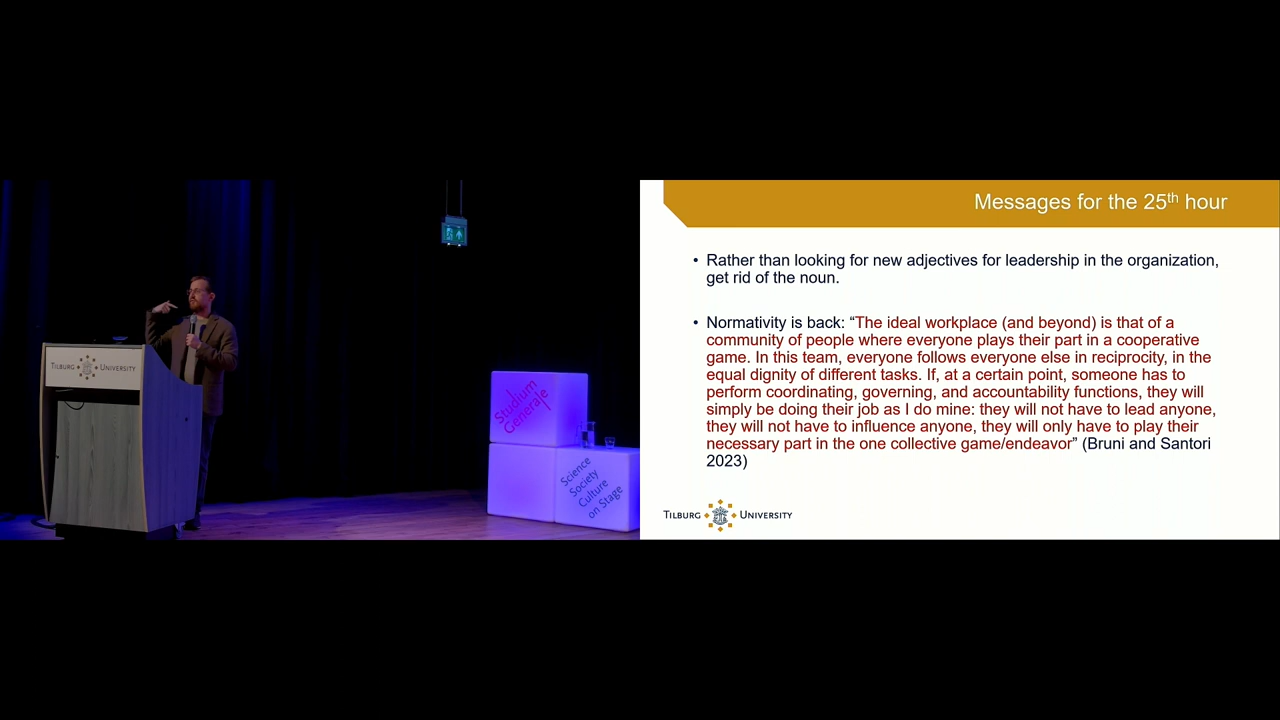 TILBURG UNIVERSITY
Studium
Generale
Science
Society
Culture
on Stage
Messages for the 25th hour
• Rather than looking for new adjectives for leadership in the organization,
get rid of the noun.
• Normativity is back: “The ideal workplace (and beyond) is that of a
community of people where everyone plays their part in a cooperative
game. In this team, everyone follows everyone else in reciprocity, in the
equal dignity of different tasks. If, at a certain point, someone has to
perform coordinating, governing, and accountability functions, they will
simply be doing their job as I do mine: they will not have to lead anyone,
they will not have to influence anyone, they will only have to play their
necessary part in the one collective game/endeavor” (Bruni and Santori
2023)
TILBURG UNIVERSITY